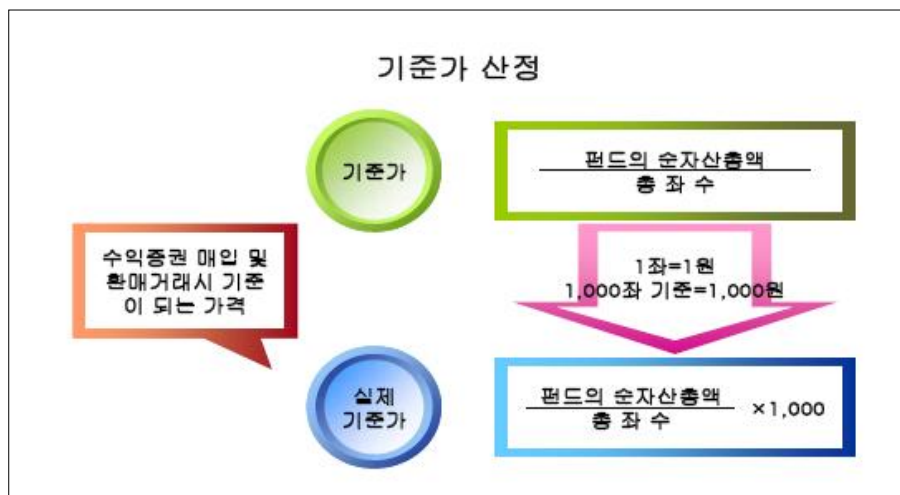 기준가 산정
기준가
펀드의 순자산총액
총 좌 수
수익증권 매입 및
환매거래시 기준
이 되는 가격
1좌=1원
1,000좌 기준=1,000원
실제
기준가
펀드의 순자산총액
총 좌 수
×1,000